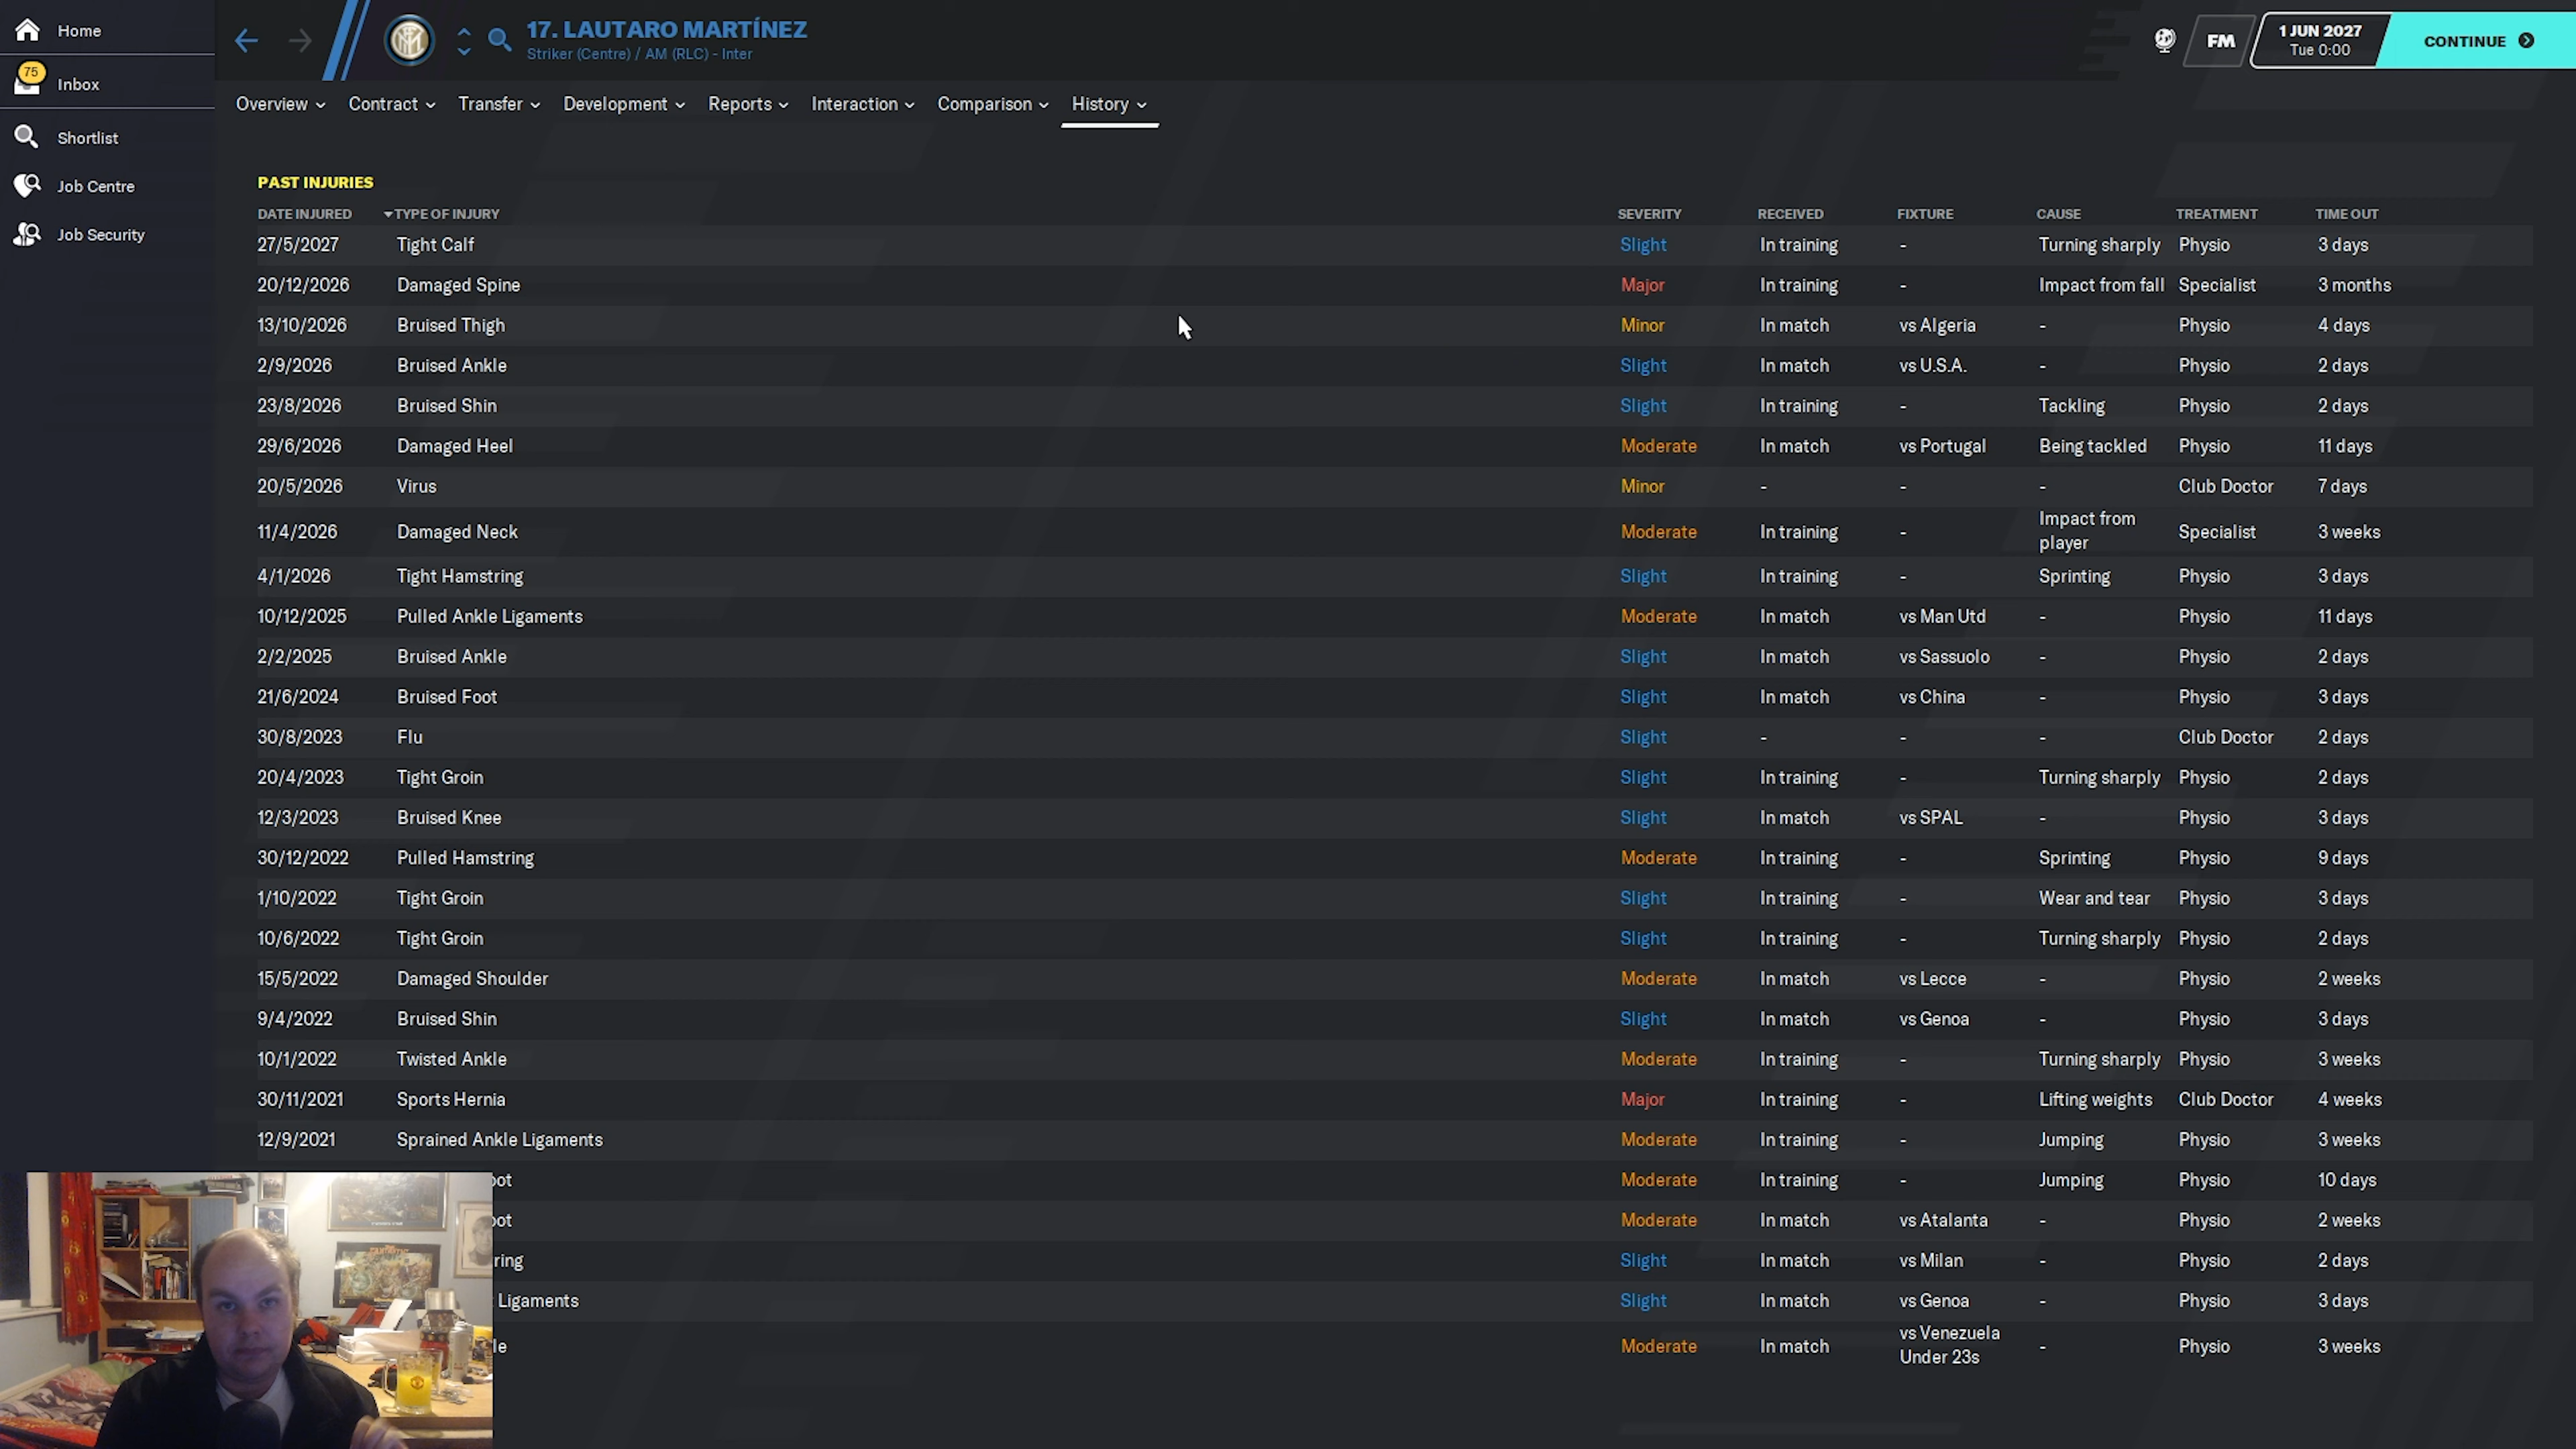 Home
75
Inbox
Shortlist
Job Centre
Job Security
17. LAUTARO MARTÍNEZ
Striker (Centre) / AM (RLC) - Inter
FM
1 JUN 2027
Tue 0:00
CONTINUE
Overview Contract Transfer Development Reports Interaction Comparison History
PAST INJURIES
DATE INJURED TYPE OF INJURY SEVERITY RECEIVED FIXTURE CAUSE TREATMENT TIME OUT
27/5/2027 Tight Calf Slight In training - Turning sharply Physio 3 days
20/12/2026 Damaged Spine Major In training - Impact from fall Specialist 3 months
13/10/2026 Bruised Thigh Minor In match vs Algeria - Physio 4 days
2/9/2026 Bruised Ankle Slight In match vs U.S.A. - Physio 2 days
23/8/2026 Bruised Shin Slight In training - Tackling Physio 2 days
29/6/2026 Damaged Heel Moderate In match vs Portugal Being tackled Physio 11 days
20/5/2026 Virus Minor - - - Club Doctor 7 days
11/4/2026 Damaged Neck Moderate In training - Impact from player Specialist 3 weeks
4/1/2026 Tight Hamstring Slight In training - Sprinting Physio 3 days
10/12/2025 Pulled Ankle Ligaments Moderate In match vs Man Utd - Physio 11 days
2/2/2025 Bruised Ankle Slight In match vs Sassuolo - Physio 2 days
21/6/2024 Bruised Foot Slight In match vs China - Physio 3 days
30/8/2023 Flu Slight - - - Club Doctor 2 days
20/4/2023 Tight Groin Slight In training - Turning sharply Physio 2 days
12/3/2023 Bruised Knee Slight In match vs SPAL - Physio 3 days
30/12/2022 Pulled Hamstring Moderate In training - Sprinting Physio 9 days
1/10/2022 Tight Groin Slight In training - Wear and tear Physio 3 days
10/6/2022 Tight Groin Slight In training - Turning sharply Physio 2 days
15/5/2022 Damaged Shoulder Moderate In match vs Lecce - Physio 2 weeks
9/4/2022 Bruised Shin Slight In match vs Genoa - Physio 3 days
10/1/2022 Twisted Ankle Moderate In training - Turning sharply Physio 3 weeks
30/11/2021 Sports Hernia Major In training - Lifting weights Club Doctor 4 weeks
12/9/2021 Sprained Ankle Ligaments Moderate In training - Jumping Physio 3 weeks
oot Moderate In training - Jumping Physio 10 days
oot Moderate In match vs Atalanta - Physio 2 weeks
ring Slight In match vs Milan - Physio 2 days
Ligaments Slight In match vs Genoa - Physio 3 days
le Moderate In match vs Venezuela Under 23s - Physio 3 weeks